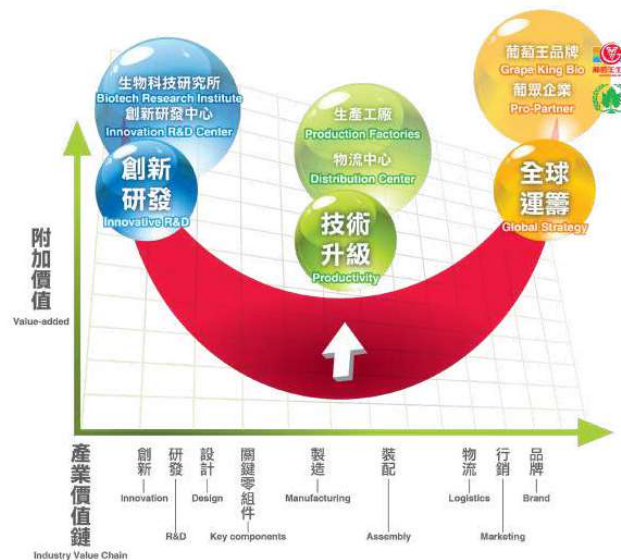 生物科技研究所
Biotech Research Institute
創新研發中心
Innovation R&D Center
創新
研發
Innovative R&D
生產工廠
Production Factories
物流中心
Distribution Center
技術
升級
Productivity
葡萄王品牌
Grape King Bio
葡眾企業
Pro-Partner
全球
運籌
Global Strategy
附加價值
Value-added
產業價值鏈
Industry Value Chain
創新
Innovation
研發
R&D
設計
Design
關鍵零組件
Key components
製造
Manufacturing
裝配
Assembly
物流
Logistics
行銷
Marketing
品牌
Brand